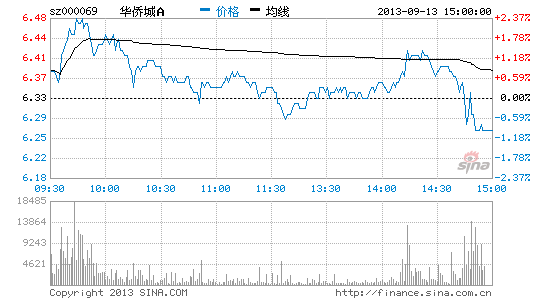 sz000069 华侨城A 价格 均线 2013-09-13 15:00:00
6.48 2.37%
6.44 1.78%
6.41 1.18%
6.37 0.59%
6.33 0.00%
6.29 0.59%
6.25 1.18%
6.22 1.78%
6.18 2.37%
新浪财经
sina
09:30 10:00 10:30 11:00 11:30 13:30 14:00 14:30 15:00
18485
13864
9243
4621
Copyright 2013 SINA.COM http://finance.sina.com.cn